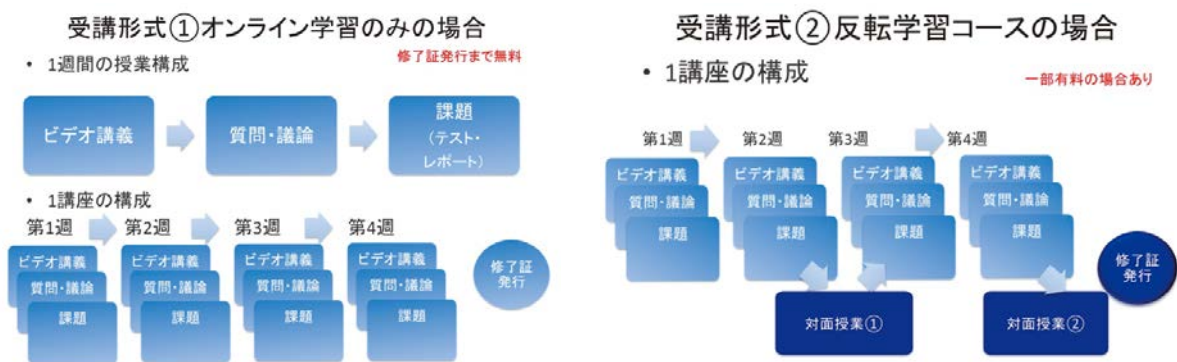 受講形式①オンライン学習のみの場合
修了証発行まで無料
• 1週間の授業構成
ビデオ講義
質問・議論
課題
(テスト・
レポート)
• 1講座の構成
第1週
第2週
第3週
第4週
ビデオ講義
質問・議論
課題
ビデオ講義
質問・議論
課題
ビデオ講義
質問・議論
課題
ビデオ講義
質問・議論
課題
修了証
発行
受講形式②反転学習コースの場合
• 1講座の構成
一部有料の場合あり
第1週
第2週
第3週
第4週
ビデオ講義
質問・議論
課題
ビデオ講義
質問・議論
課題
ビデオ講義
質問・議論
課題
ビデオ講義
質問・議論
課題
修了証
発行
対面授業①
対面授業②